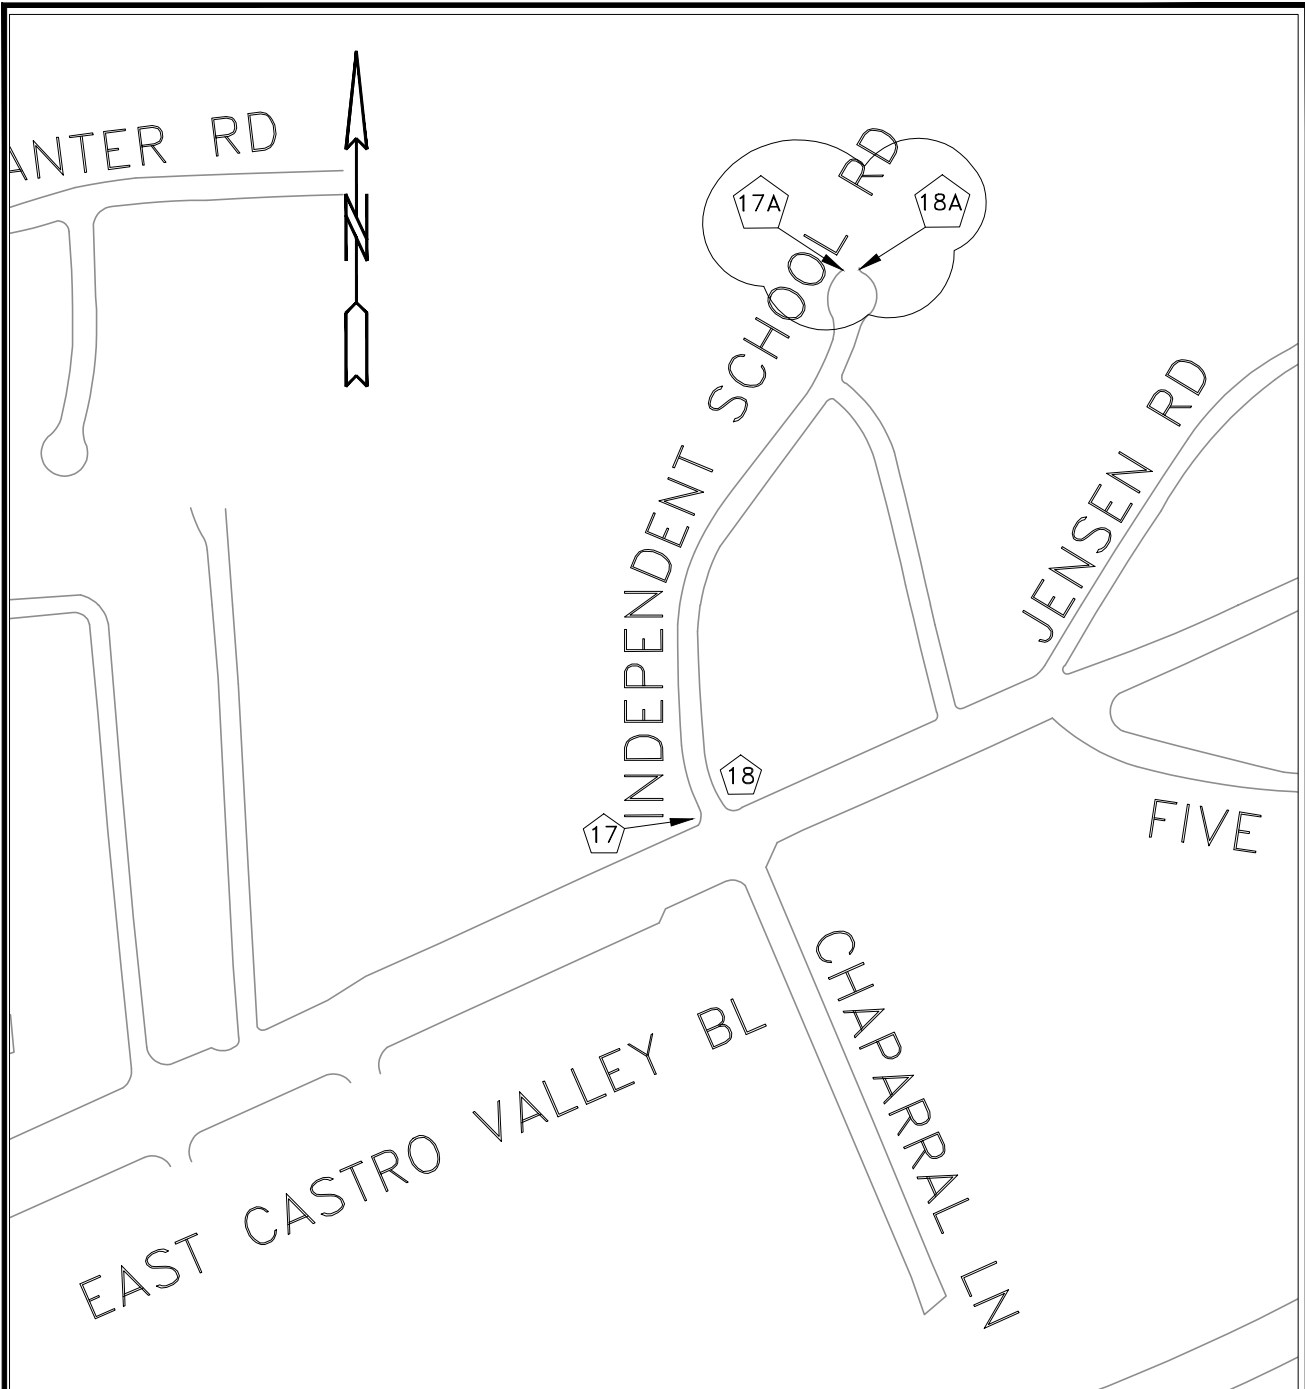 ANTER RD
N
17A
18A
INDEPENDENT SCHOOL RD
JENSEN RD
18
17
FIVE
CHAPARRAL LN
EAST CASTRO VALLEY BL